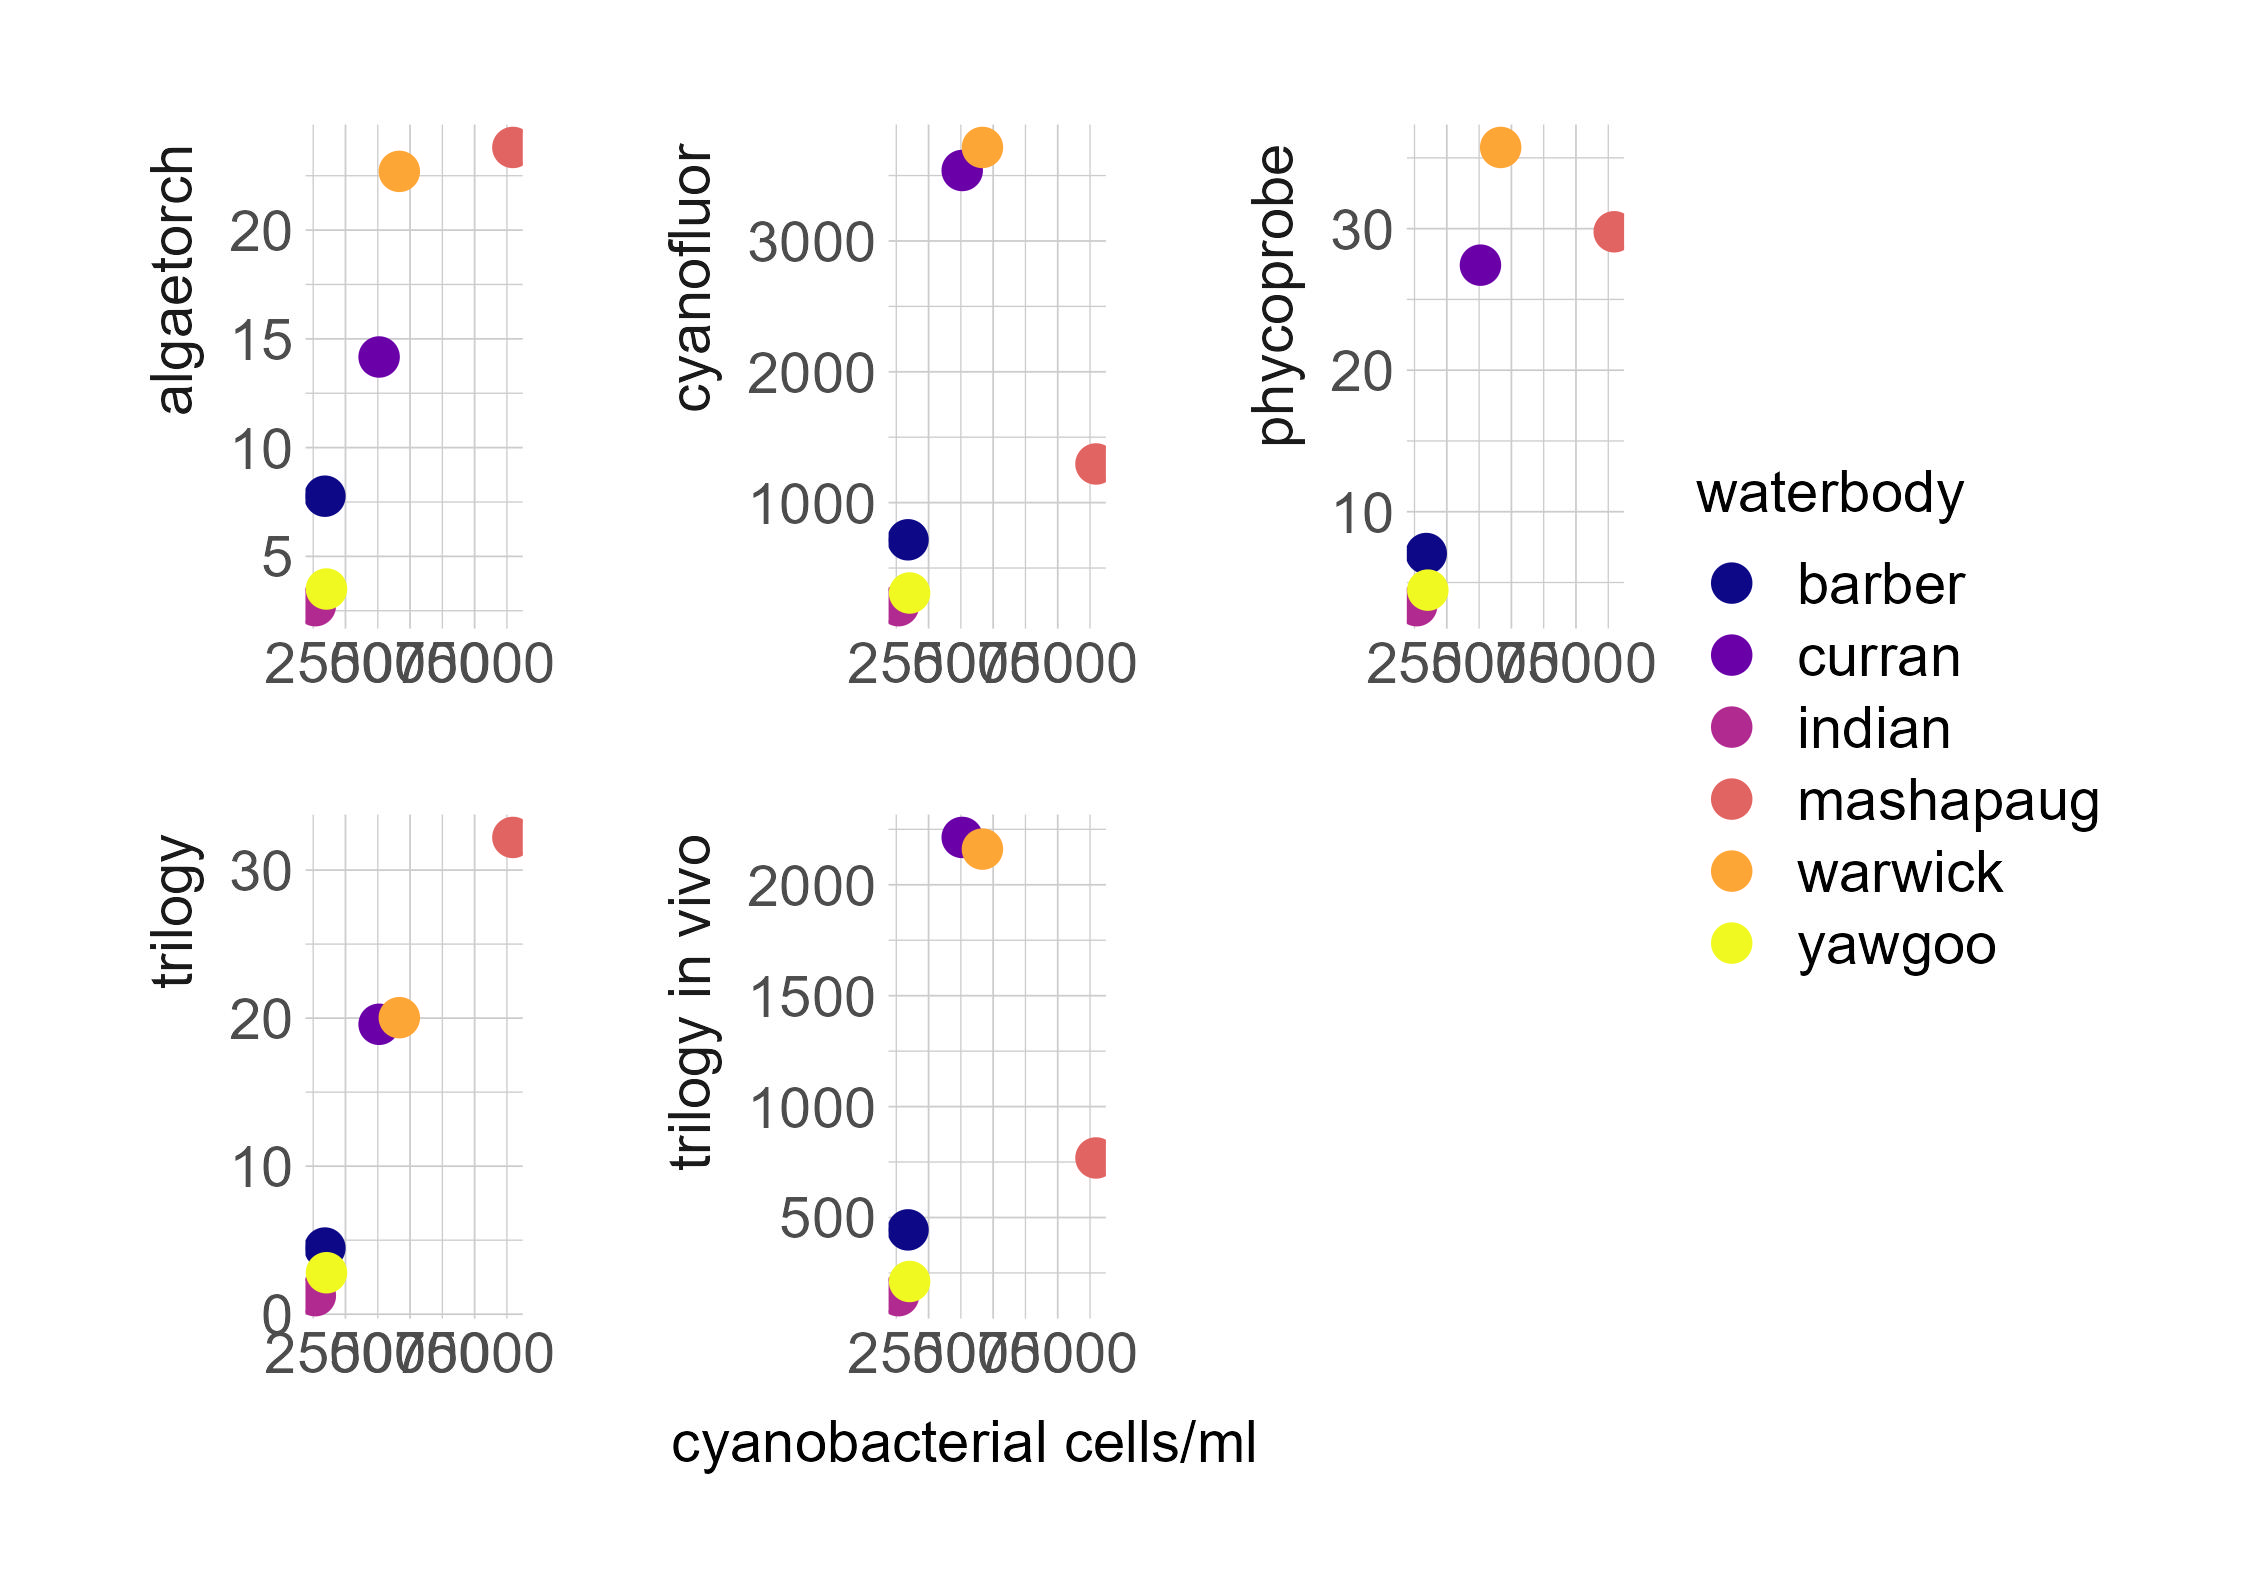 algaetorch
20
15
10
5
cyanofluor
3000
2000
1000
phycoprobe
30
20
10
waterbody
barber
curran
indian
mashapaug
warwick
yawgoo
trilogy
30
20
10
0
trilogy in vivo
2000
1500
1000
500
cyanobacterial cells/ml